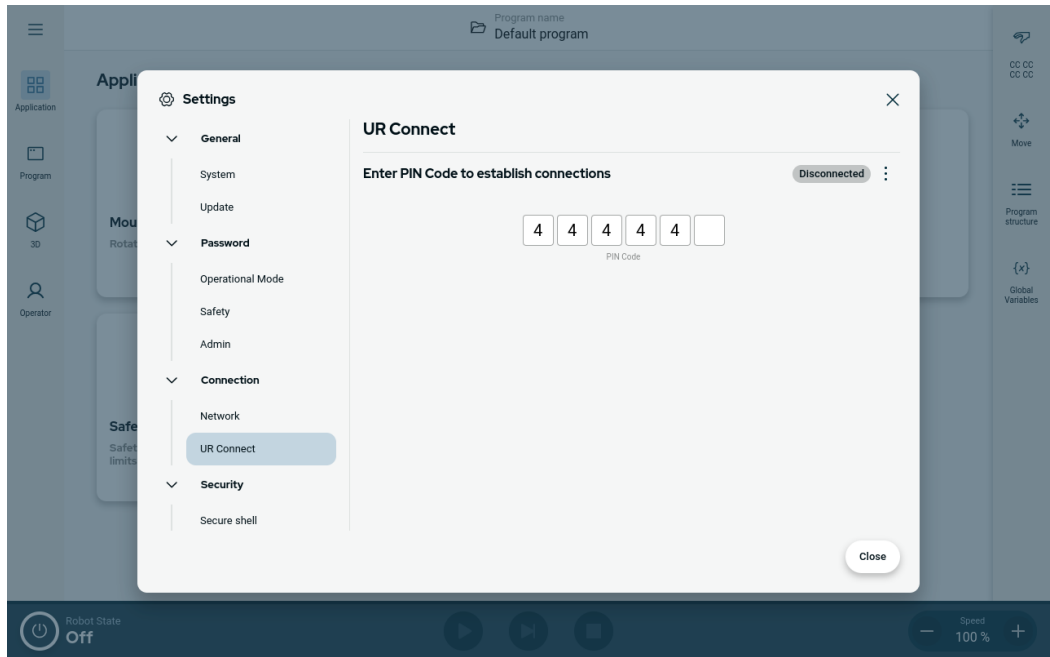 Program name
Default program
Application
Program
3D
Operator
Appli
Mou
Rotat
Safe
Safet
limits
Settings
General
System
Update
Password
Operational Mode
Safety
Admin
Connection
Network
UR Connect
Security
Secure shell
UR Connect
Enter PIN Code to establish connections
Disconnected
4 4 4 4 4
PIN Code
Close
CC CC
CC CC
Move
Program
structure
{x}
Global
Variables
Robot State
Off
Speed
100 %